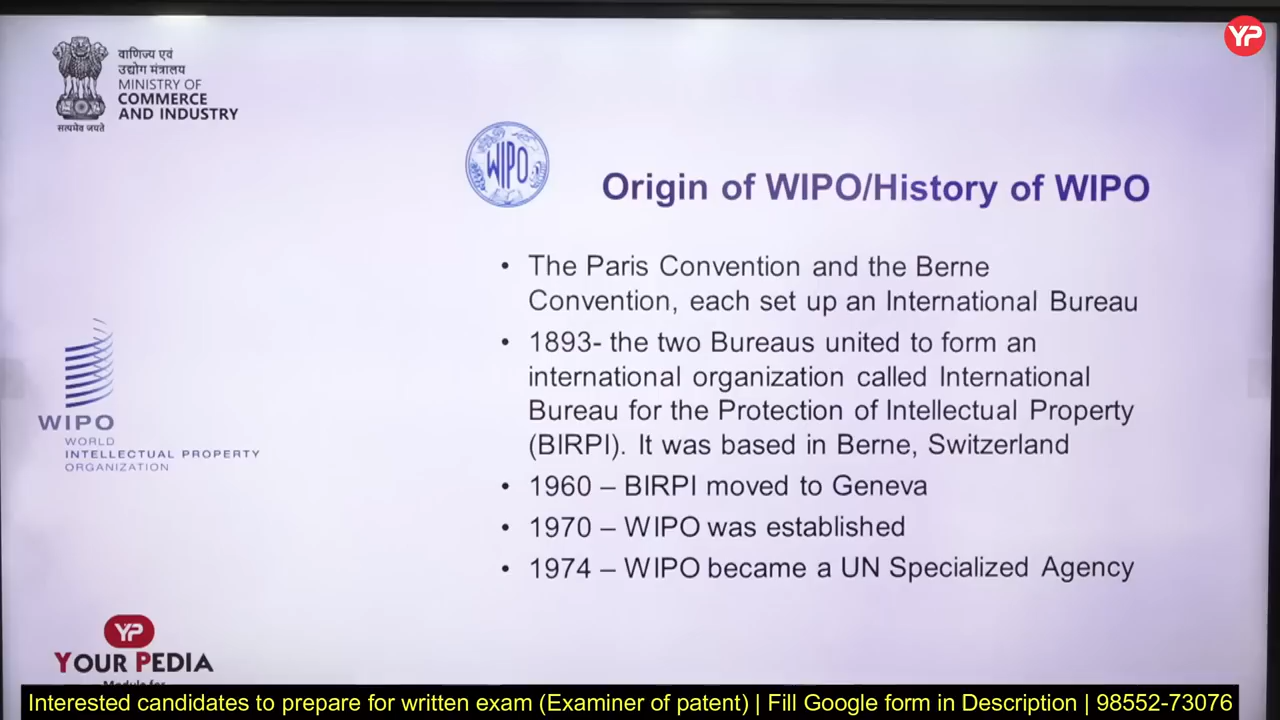 YP
वाणिज्य एवं
उद्योग मंत्रालय
MINISTRY OF
COMMERCE
AND INDUSTRY
सत्यमेव जयते
WIPO
Origin of WIPO/History of WIPO
• The Paris Convention and the Berne
Convention, each set up an International Bureau
• 1893- the two Bureaus united to form an
international organization called International
Bureau for the Protection of Intellectual Property
(BIRPI). It was based in Berne, Switzerland
• 1960 – BIRPI moved to Geneva
• 1970 – WIPO was established
• 1974 – WIPO became a UN Specialized Agency
WIPO
WORLD
INTELLECTUAL PROPERTY
ORGANIZATION
YP
YOUR PEDIA
Module for
Interested candidates to prepare for written exam (Examiner of patent) | Fill Google form in Description | 98552-73076